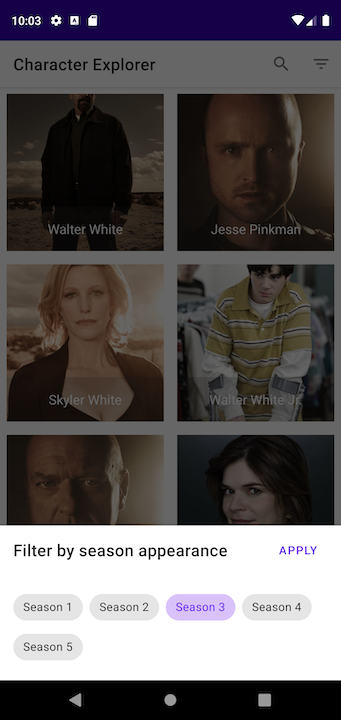 10:03
Character Explorer
Walter White
Jesse Pinkman
Skyler White
Walter White Jr.
Filter by season appearance
APPLY
Season 1
Season 2
Season 3
Season 4
Season 5